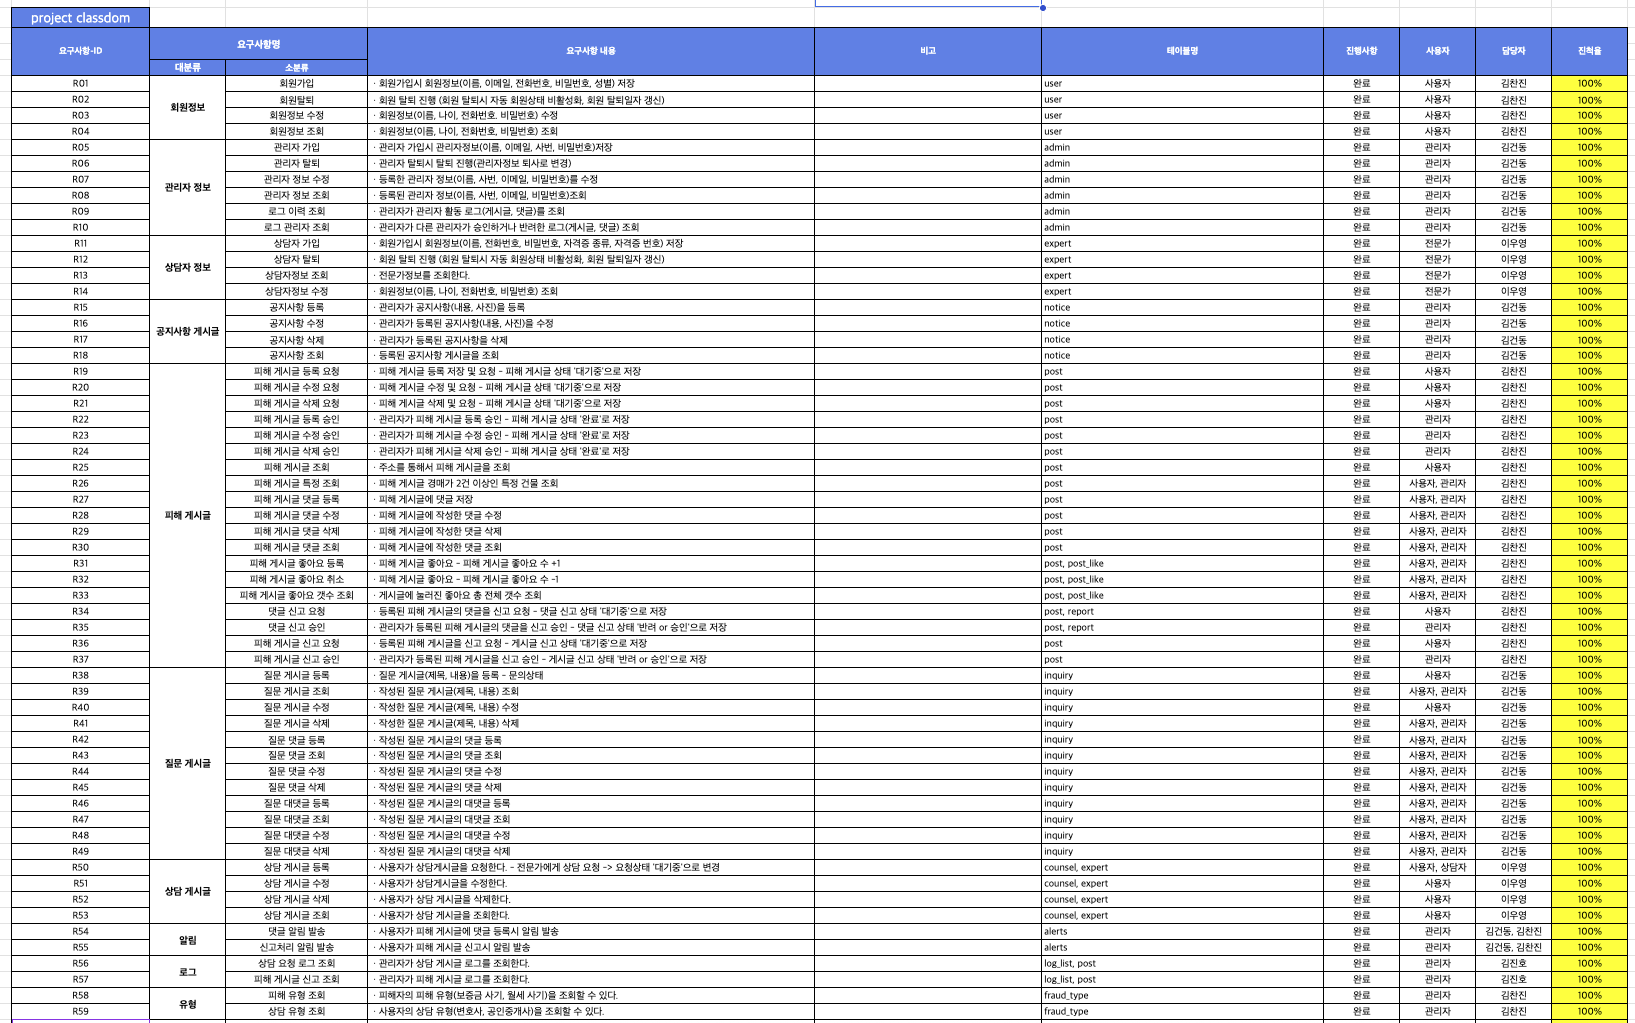 project classdom
요구사항-ID 요구사항명 요구사항 내용 비고 테이블명 진행사항 사용자 담당자 진척율
대분류 소분류
R01 회원정보 회원가입 · 회원가입시 회원정보(이름, 이메일, 전화번호, 비밀번호, 성별) 저장 user 완료 사용자 김찬진 100%
R02 회원탈퇴 · 회원 탈퇴 진행 (회원 탈퇴시 자동 회원상태 비활성화, 회원 탈퇴일자 갱신) user 완료 사용자 김찬진 100%
R03 회원정보 수정 · 회원정보(이름, 나이, 전화번호. 비밀번호) 수정 user 완료 사용자 김찬진 100%
R04 회원정보 조회 · 회원정보(이름, 나이, 전화번호, 비밀번호) 조회 user 완료 사용자 김찬진 100%
R05 관리자 정보 관리자 가입 · 관리자 가입시 관리자정보(이름, 이메일, 사번, 비밀번호)저장 admin 완료 관리자 김건동 100%
R06 관리자 탈퇴 · 관리자 탈퇴시 탈퇴 진행(관리자정보 퇴사로 변경) admin 완료 관리자 김건동 100%
R07 관리자 정보 수정 · 등록한 관리자 정보(이름, 사번, 이메일, 비밀번호)를 수정 admin 완료 관리자 김건동 100%
R08 관리자 정보 조회 · 등록된 관리자 정보(이름, 사번, 이메일, 비밀번호)조회 admin 완료 관리자 김건동 100%
R09 로그 이력 조회 · 관리자가 관리자 활동 로그(게시글, 댓글)를 조회 admin 완료 관리자 김건동 100%
R10 로그 관리자 조회 · 관리자가 다른 관리자가 승인하거나 반려한 로그(게시글, 댓글) 조회 admin 완료 관리자 김건동 100%
R11 상담자 정보 상담자 가입 · 회원가입시 회원정보(이름, 전화번호, 비밀번호, 자격증 종류, 자격증 번호) 저장 expert 완료 전문가 이우영 100%
R12 상담자 탈퇴 · 회원 탈퇴 진행 (회원 탈퇴시 자동 회원상태 비활성화, 회원 탈퇴일자 갱신) expert 완료 전문가 이우영 100%
R13 상담자정보 조회 · 전문가정보를 조회한다. expert 완료 전문가 이우영 100%
R14 상담자정보 수정 · 회원정보(이름, 나이, 전화번호, 비밀번호) 조회 expert 완료 전문가 이우영 100%
R15 공지사항 게시글 공지사항 등록 · 관리자가 공지사항(내용, 사진)을 등록 notice 완료 관리자 김건동 100%
R16 공지사항 수정 · 관리자가 등록된 공지사항(내용, 사진)을 수정 notice 완료 관리자 김건동 100%
R17 공지사항 삭제 · 관리자가 등록된 공지사항을 삭제 notice 완료 관리자 김건동 100%
R18 공지사항 조회 · 등록된 공지사항 게시글을 조회 notice 완료 관리자 김건동 100%
R19 피해 게시글 피해 게시글 등록 요청 · 피해 게시글 등록 저장 및 요청 - 피해 게시글 상태 '대기중'으로 저장 post 완료 사용자 김찬진 100%
R20 피해 게시글 수정 요청 · 피해 게시글 수정 및 요청 - 피해 게시글 상태 '대기중'으로 저장 post 완료 사용자 김찬진 100%
R21 피해 게시글 삭제 요청 · 피해 게시글 삭제 및 요청 - 피해 게시글 상태 '대기중'으로 저장 post 완료 사용자 김찬진 100%
R22 피해 게시글 등록 승인 · 관리자가 피해 게시글 등록 승인 - 피해 게시글 상태 '완료'로 저장 post 완료 관리자 김찬진 100%
R23 피해 게시글 수정 승인 · 관리자가 피해 게시글 수정 승인 - 피해 게시글 상태 '완료'로 저장 post 완료 관리자 김찬진 100%
R24 피해 게시글 삭제 승인 · 관리자가 피해 게시글 삭제 승인 - 피해 게시글 상태 '완료'로 저장 post 완료 관리자 김찬진 100%
R25 피해 게시글 조회 · 주소를 통해서 피해 게시글을 조회 post 완료 사용자 김찬진 100%
R26 피해 게시글 특정 조회 · 피해 게시글 경매가 2건 이상인 특정 건물 조회 post 완료 사용자, 관리자 김찬진 100%
R27 피해 게시글 댓글 등록 · 피해 게시글에 댓글 저장 post 완료 사용자, 관리자 김찬진 100%
R28 피해 게시글 댓글 수정 · 피해 게시글에 작성한 댓글 수정 post 완료 사용자, 관리자 김찬진 100%
R29 피해 게시글 댓글 삭제 · 피해 게시글에 작성한 댓글 삭제 post 완료 사용자, 관리자 김찬진 100%
R30 피해 게시글 댓글 조회 · 피해 게시글에 작성한 댓글 조회 post 완료 사용자, 관리자 김찬진 100%
R31 피해 게시글 좋아요 등록 · 피해 게시글 좋아요 - 피해 게시글 좋아요 수 +1 post, post_like 완료 사용자, 관리자 김찬진 100%
R32 피해 게시글 좋아요 취소 · 피해 게시글 좋아요 - 피해 게시글 좋아요 수 -1 post, post_like 완료 사용자, 관리자 김찬진 100%
R33 피해 게시글 좋아요 갯수 조회 · 게시글에 눌러진 좋아요 총 전체 갯수 조회 post, post_like 완료 사용자, 관리자 김찬진 100%
R34 댓글 신고 요청 · 등록된 피해 게시글의 댓글을 신고 요청 - 댓글 신고 상태 '대기중'으로 저장 post, report 완료 사용자 김찬진 100%
R35 댓글 신고 승인 · 관리자가 등록된 피해 게시글의 댓글을 신고 승인 - 댓글 신고 상태 '반려 or 승인'으로 저장 post, report 완료 관리자 김찬진 100%
R36 피해 게시글 신고 요청 · 등록된 피해 게시글을 신고 요청 - 게시글 신고 상태 '대기중'으로 저장 post 완료 사용자 김찬진 100%
R37 피해 게시글 신고 승인 · 관리자가 등록된 피해 게시글을 신고 승인 - 게시글 신고 상태 '반려 or 승인'으로 저장 post 완료 관리자 김찬진 100%
R38 질문 게시글 질문 게시글 등록 · 질문 게시글(제목, 내용)을 등록 - 문의상태 inquiry 완료 사용자 김건동 100%
R39 질문 게시글 조회 · 작성된 질문 게시글(제목, 내용) 조회 inquiry 완료 사용자, 관리자 김건동 100%
R40 질문 게시글 수정 · 작성한 질문 게시글(제목, 내용) 수정 inquiry 완료 사용자 김건동 100%
R41 질문 게시글 삭제 · 작성한 질문 게시글(제목, 내용) 삭제 inquiry 완료 사용자, 관리자 김건동 100%
R42 질문 댓글 등록 · 작성된 질문 게시글의 댓글 등록 inquiry 완료 사용자, 관리자 김건동 100%
R43 질문 댓글 조회 · 작성된 질문 게시글의 댓글 조회 inquiry 완료 사용자, 관리자 김건동 100%
R44 질문 댓글 수정 · 작성된 질문 게시글의 댓글 수정 inquiry 완료 사용자, 관리자 김건동 100%
R45 질문 댓글 삭제 · 작성된 질문 게시글의 댓글 삭제 inquiry 완료 사용자, 관리자 김건동 100%
R46 질문 대댓글 등록 · 작성된 질문 게시글의 대댓글 등록 inquiry 완료 사용자, 관리자 김건동 100%
R47 질문 대댓글 조회 · 작성된 질문 게시글의 대댓글 조회 inquiry 완료 사용자, 관리자 김건동 100%
R48 질문 대댓글 수정 · 작성된 질문 게시글의 대댓글 수정 inquiry 완료 사용자, 관리자 김건동 100%
R49 질문 대댓글 삭제 · 작성된 질문 게시글의 대댓글 삭제 inquiry 완료 사용자, 관리자 김건동 100%
R50 상담 게시글 상담 게시글 등록 · 사용자가 상담게시글을 요청한다. - 전문가에게 상담 요청 -> 요청상태 '대기중'으로 변경 counsel, expert 완료 사용자, 상담자 이우영 100%
R51 상담 게시글 수정 · 사용자가 상담게시글을 수정한다. counsel, expert 완료 사용자 이우영 100%
R52 상담 게시글 삭제 · 사용자가 상담 게시글을 삭제한다. counsel, expert 완료 사용자 이우영 100%
R53 상담 게시글 조회 · 사용자가 상담 게시글을 조회한다. counsel, expert 완료 사용자 이우영 100%
R54 알림 댓글 알림 발송 · 사용자가 피해 게시글에 댓글 등록시 알림 발송 alerts 완료 관리자 김건동, 김찬진 100%
R55 신고처리 알림 발송 · 사용자가 피해 게시글 신고시 알림 발송 alerts 완료 관리자 김건동, 김찬진 100%
R56 로그 상담 요청 로그 조회 · 관리자가 상담 게시글 로그를 조회한다. log_list, post 완료 관리자 김진호 100%
R57 피해 게시글 신고 조회 · 관리자가 피해 게시글 로그를 조회한다. log_list, post 완료 관리자 김진호 100%
R58 유형 피해 유형 조회 · 피해자의 피해 유형(보증금 사기, 월세 사기)을 조회할 수 있다. fraud_type 완료 관리자 김찬진 100%
R59 상담 유형 조회 · 사용자의 상담 유형(변호사, 공인중개사)을 조회할 수 있다. fraud_type 완료 관리자 김찬진 100%